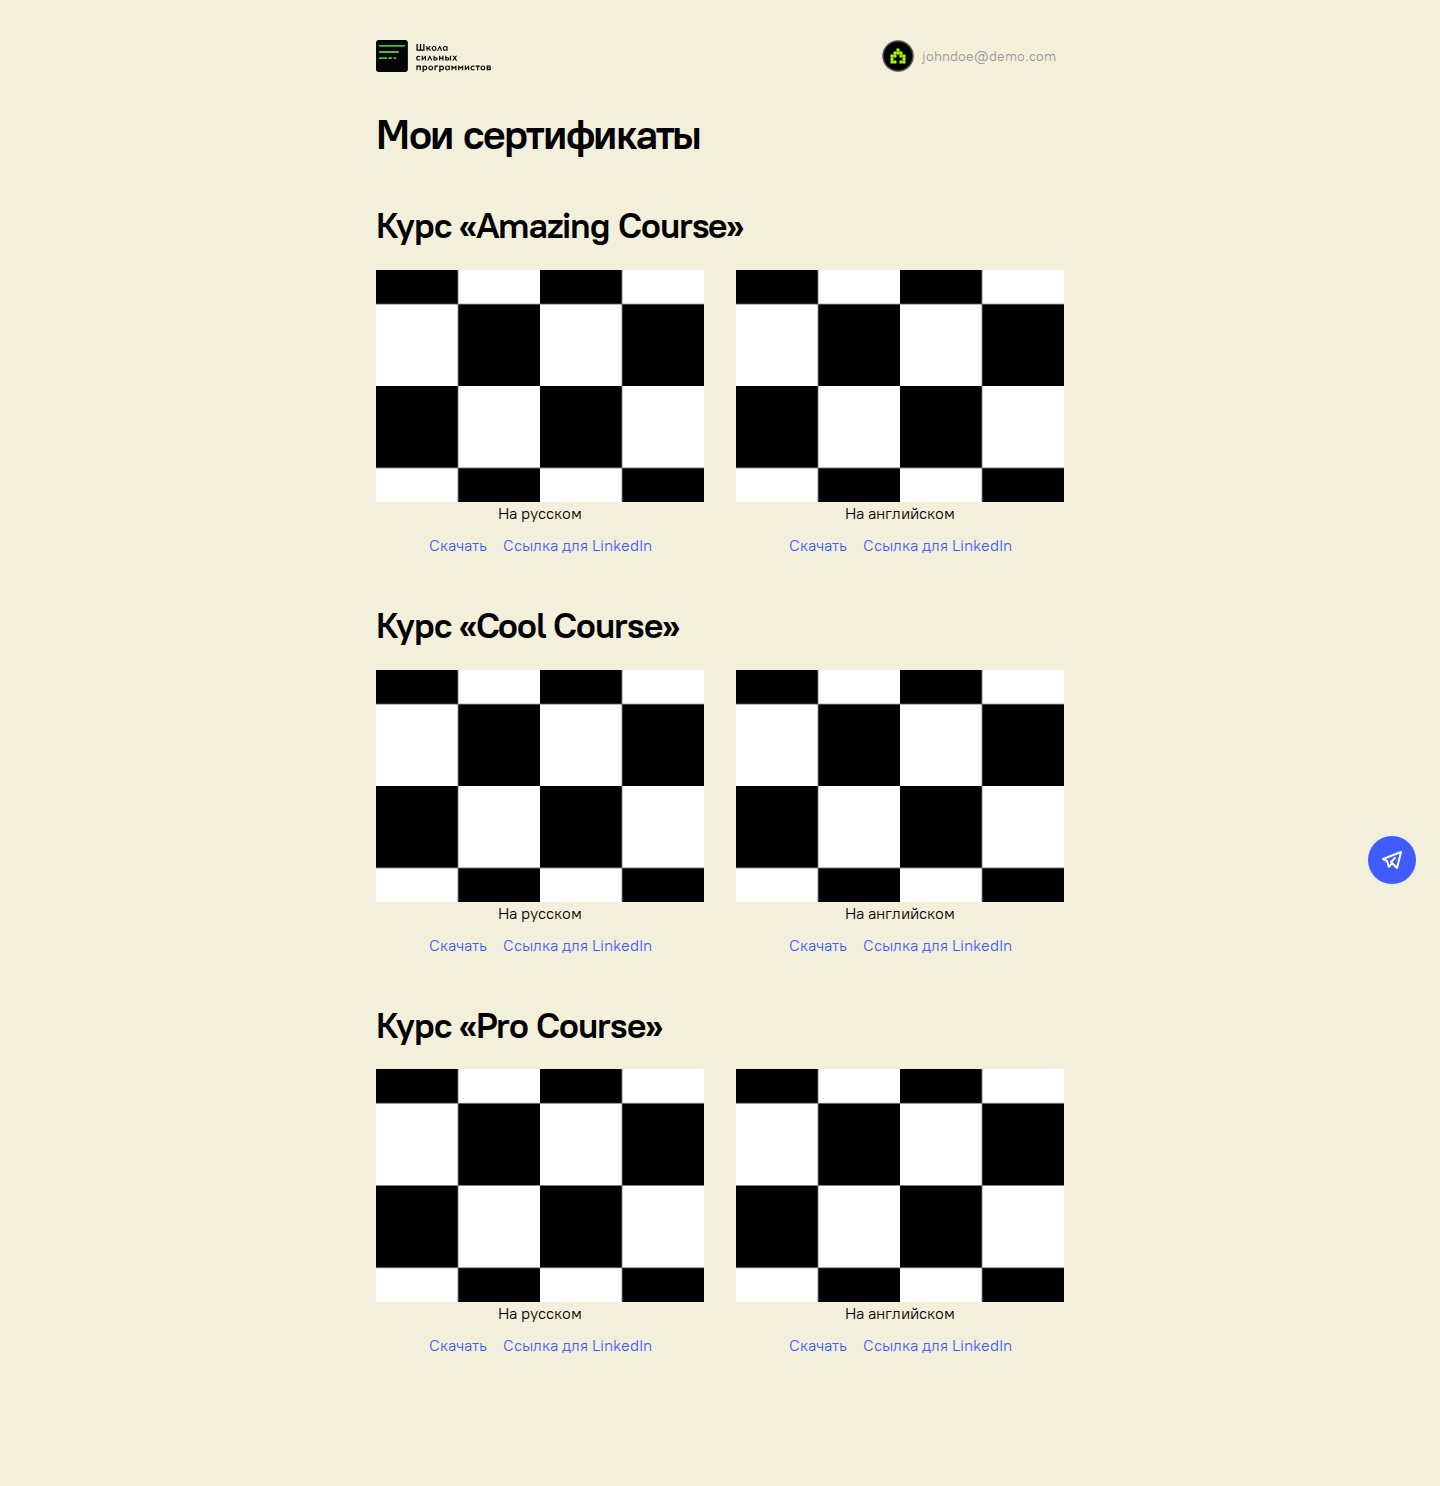 Школа
сильных
программистов
johndoe@demo.com
Мои сертификаты
Курс «Amazing Course»
На русском
На английском
Скачать Ссылка для LinkedIn
Скачать Ссылка для LinkedIn
Курс «Cool Course»
На русском
На английском
Скачать Ссылка для LinkedIn
Скачать Ссылка для LinkedIn
Курс «Pro Course»
На русском
На английском
Скачать Ссылка для LinkedIn
Скачать Ссылка для LinkedIn